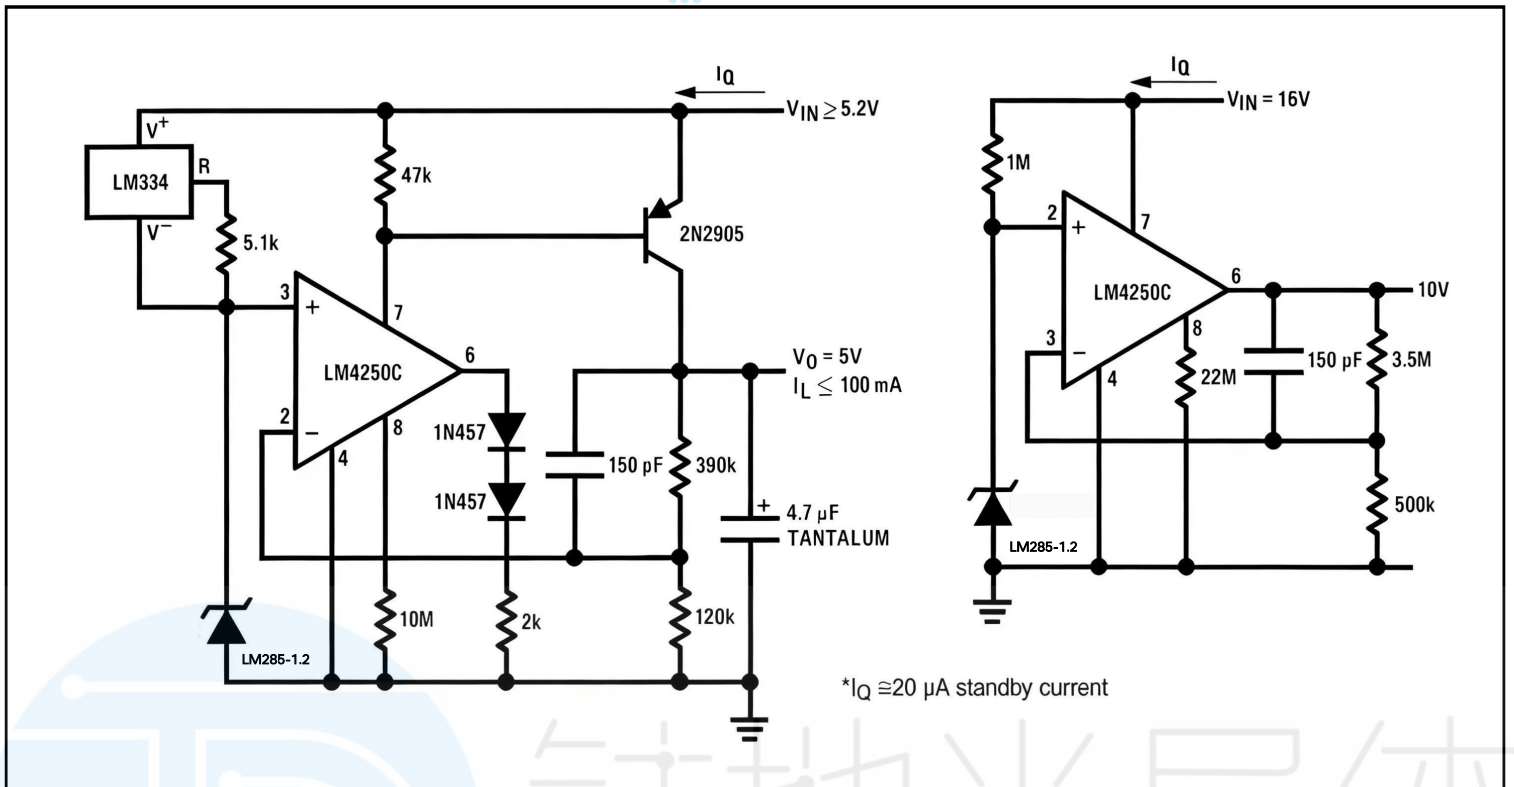 IQ
VIN ≥ 5.2V
V+
LM334
R
V−
5.1k
47k
2N2905
3
+
7
LM4250C
6
2
−
8
4
VO = 5V
IL ≤ 100 mA
1N457
1N457
150 pF
390k
+
4.7 µF
TANTALUM
10M
2k
120k
LM285-1.2
IQ
VIN = 16V
1M
2
+
7
LM4250C
6
10V
3
−
8
4
22M
150 pF
3.5M
500k
LM285-1.2
*IQ ≅20 µA standby current